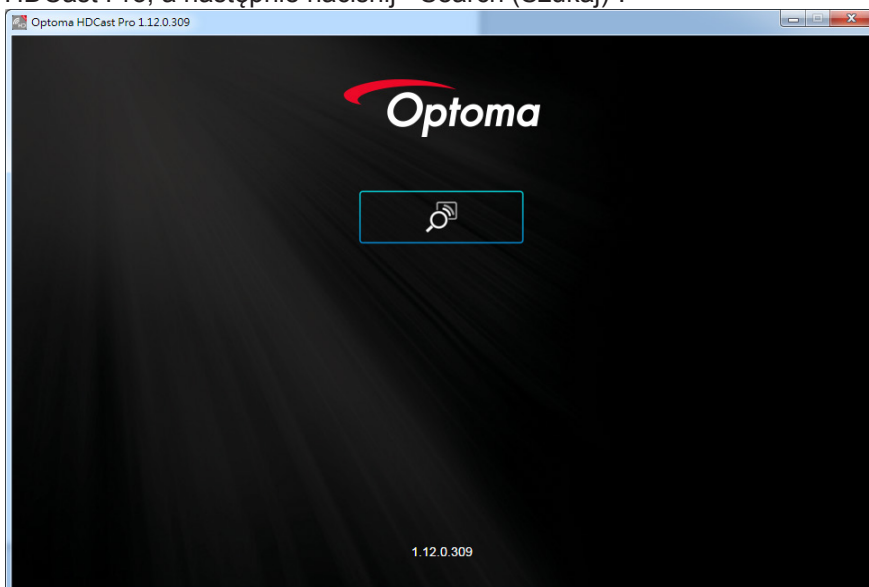 HDCast Pro, a następnie naciśnij "Search (Szukaj)".
Optoma HDCast Pro 1.12.0.309
Optoma
1.12.0.309